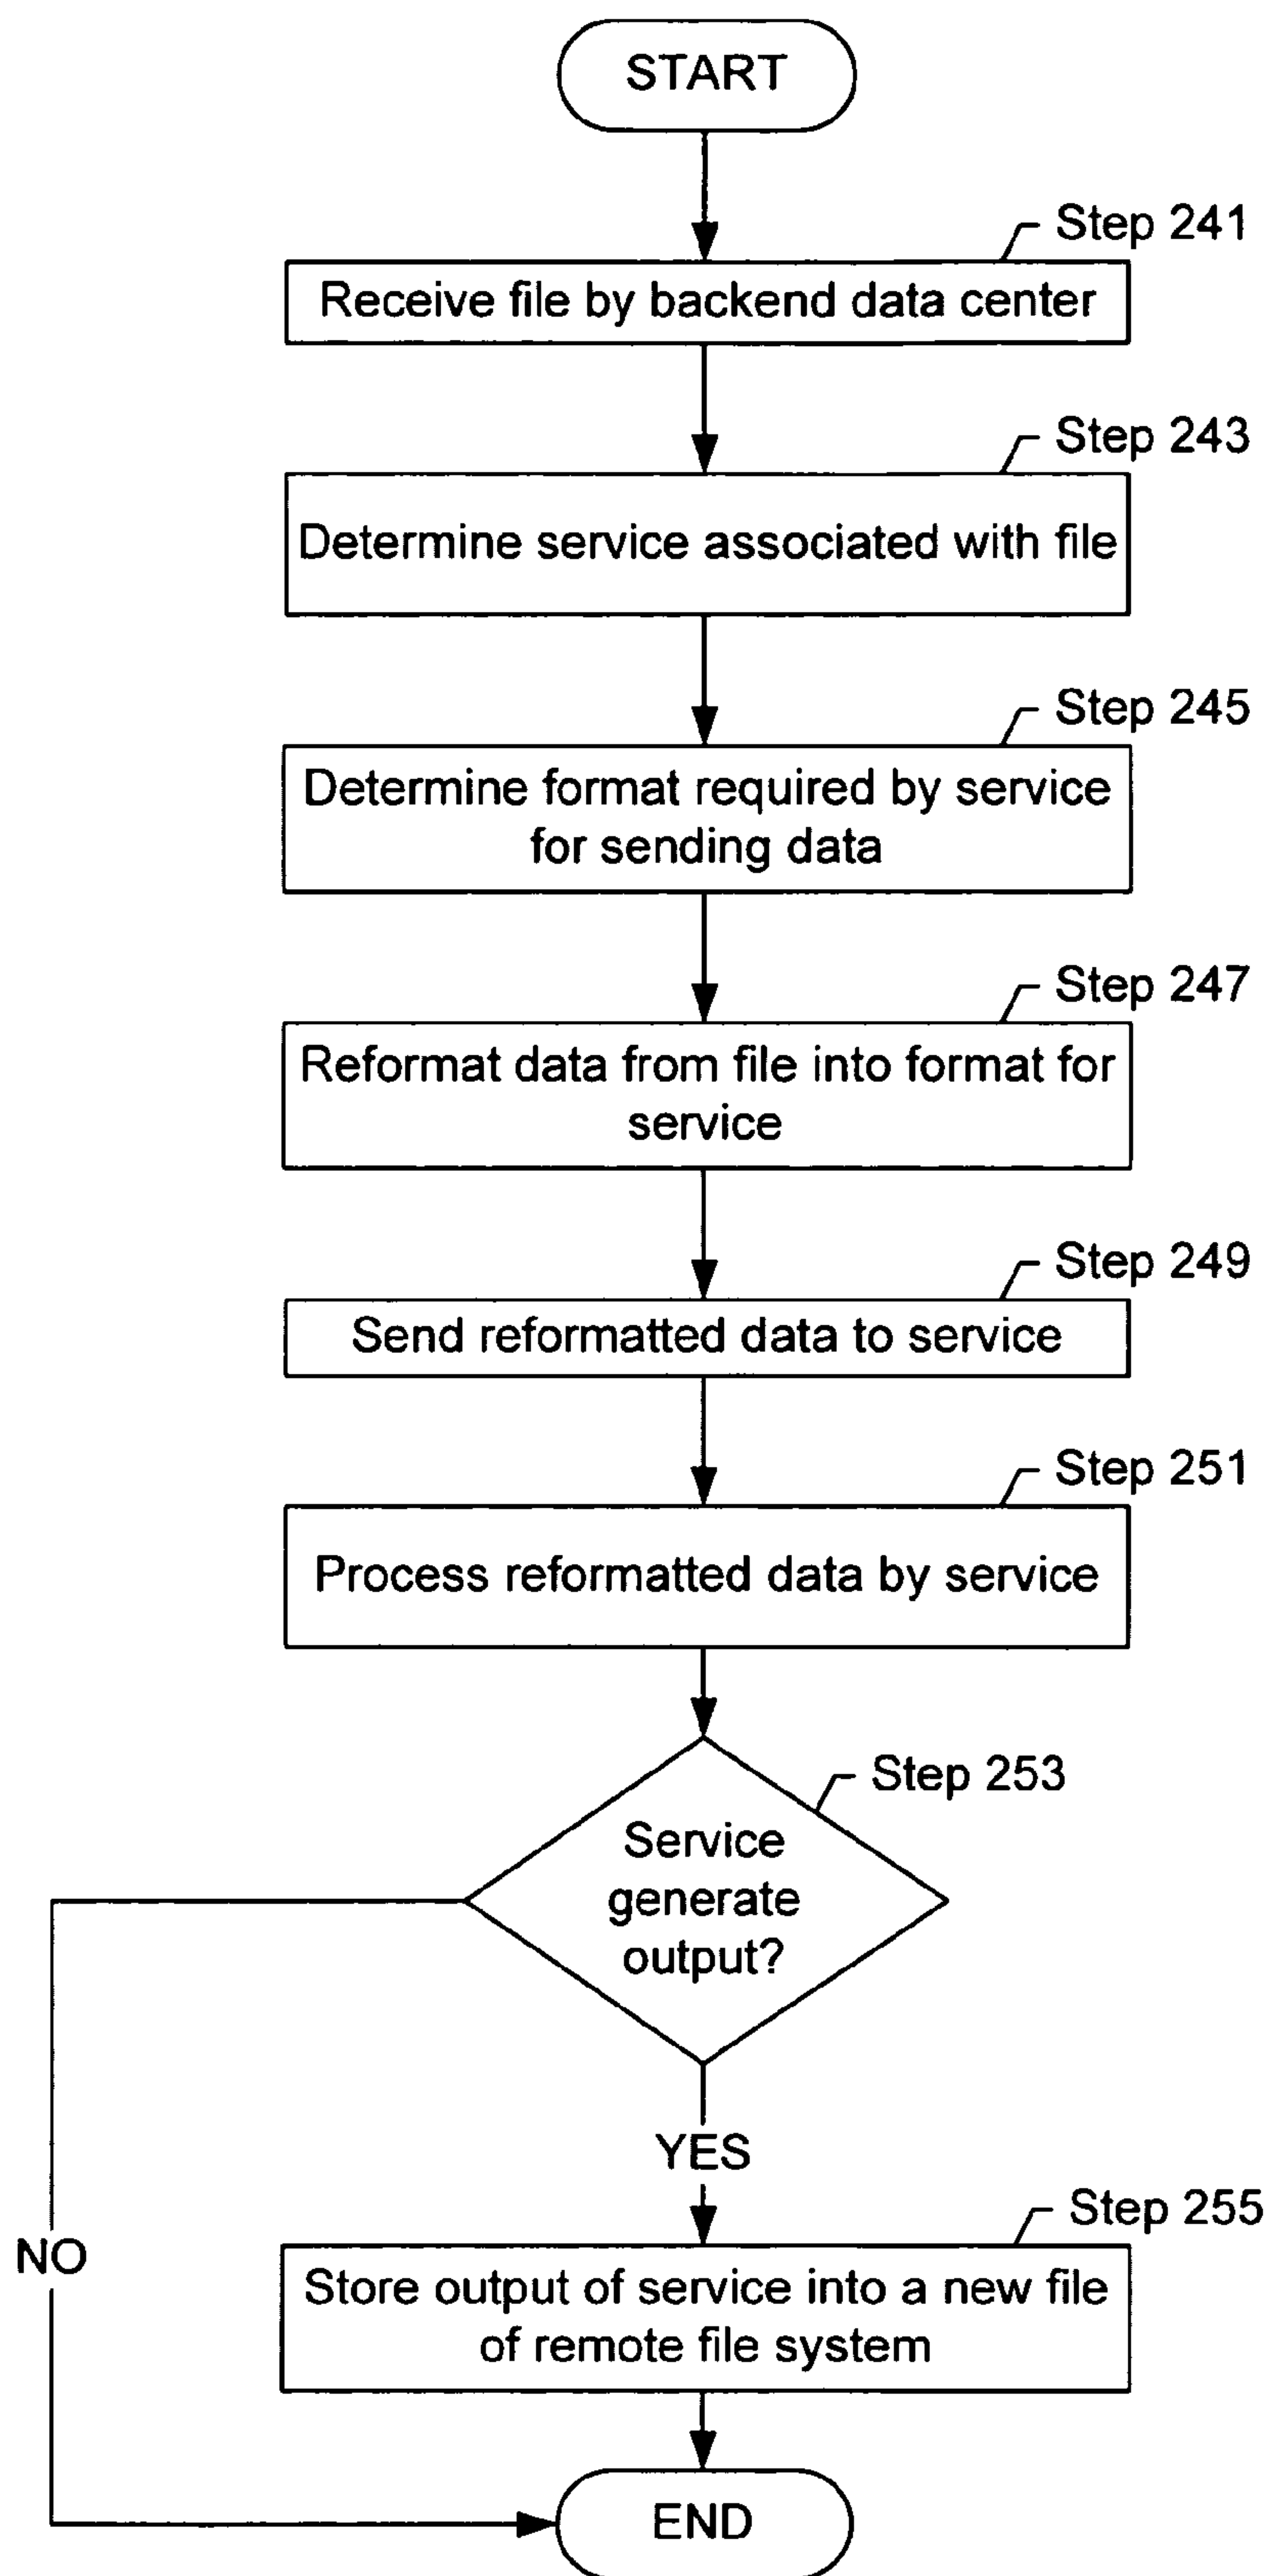 START
Step 241
Receive file by backend data center
Step 243
Determine service associated with file
Step 245
Determine format required by service
for sending data
Step 247
Reformat data from file into format for
service
Step 249
Send reformatted data to service
Step 251
Process reformatted data by service
Step 253
Service
generate
output?
YES
Step 255
NO
Store output of service into a new file
of remote file system
END